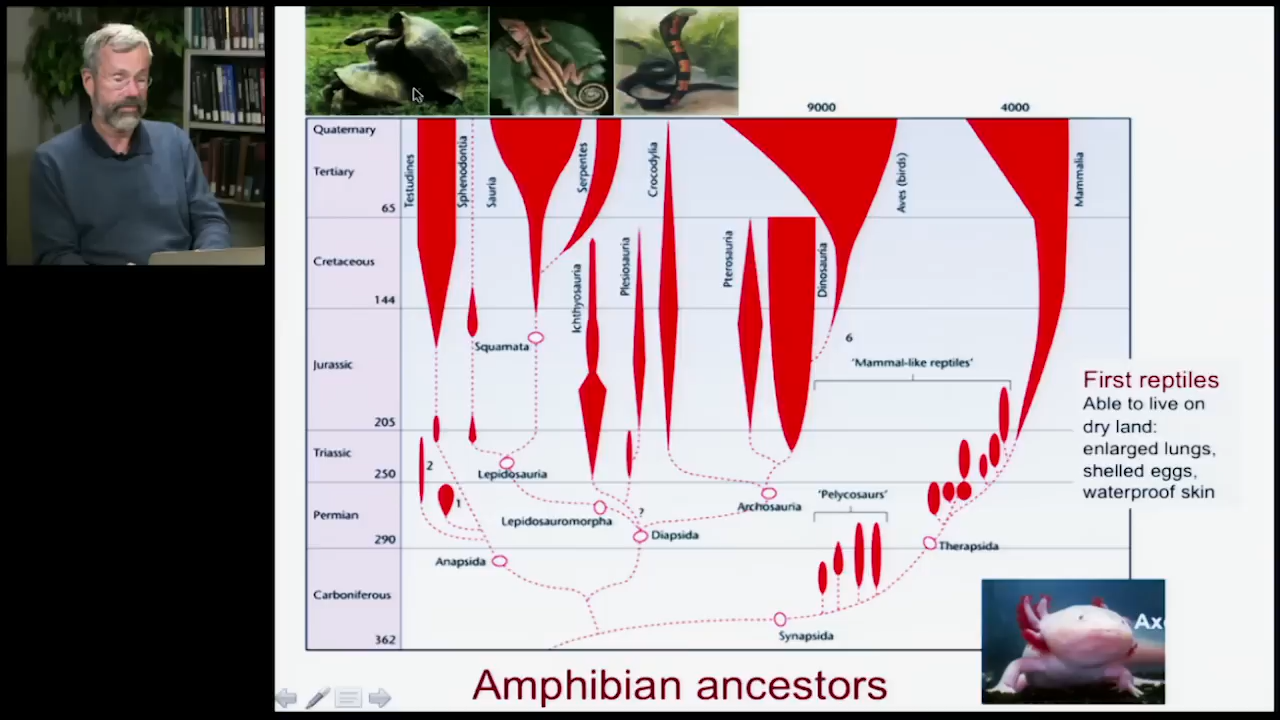 9000
4000
Quaternary
Tertiary
65
Cretaceous
144
Jurassic
205
Triassic
250
Permian
290
Carboniferous
362
Testudines
Sphenodontia
Sauria
Serpentes
Crocodylia
Aves (birds)
Mammalia
Ichthyosauria
Plesiosauria
Pterosauria
Dinosauria
Squamata
6
'Mammal-like reptiles'
2
1
Lepidosauria
Lepidosauromorpha
?
Diapsida
Archosauria
'Pelycosaurs'
Therapsida
Anapsida
Synapsida
First reptiles
Able to live on
dry land:
enlarged lungs,
shelled eggs,
waterproof skin
Amphibian ancestors